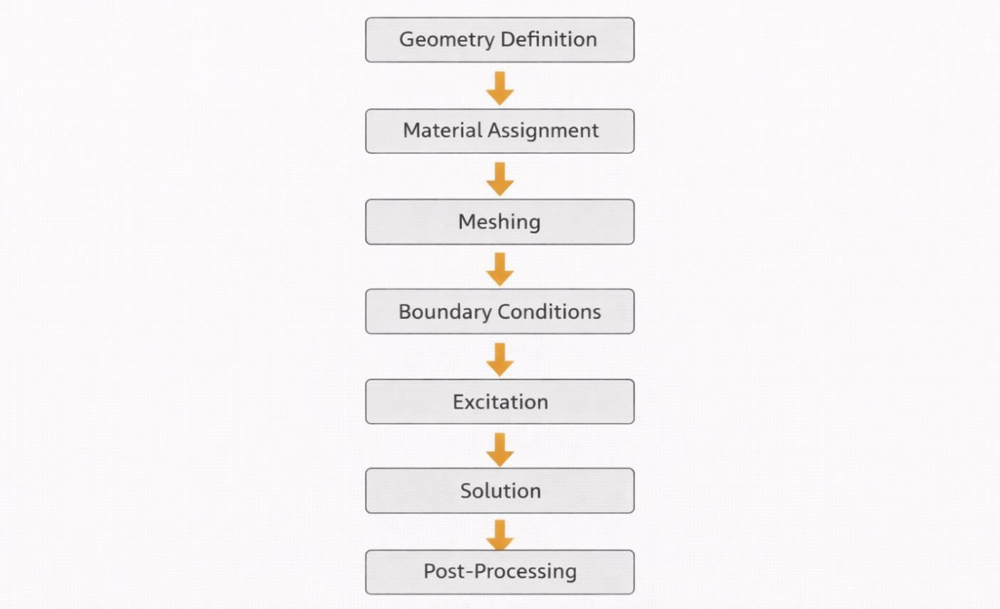 Geometry Definition
Material Assignment
Meshing
Boundary Conditions
Excitation
Solution
Post-Processing